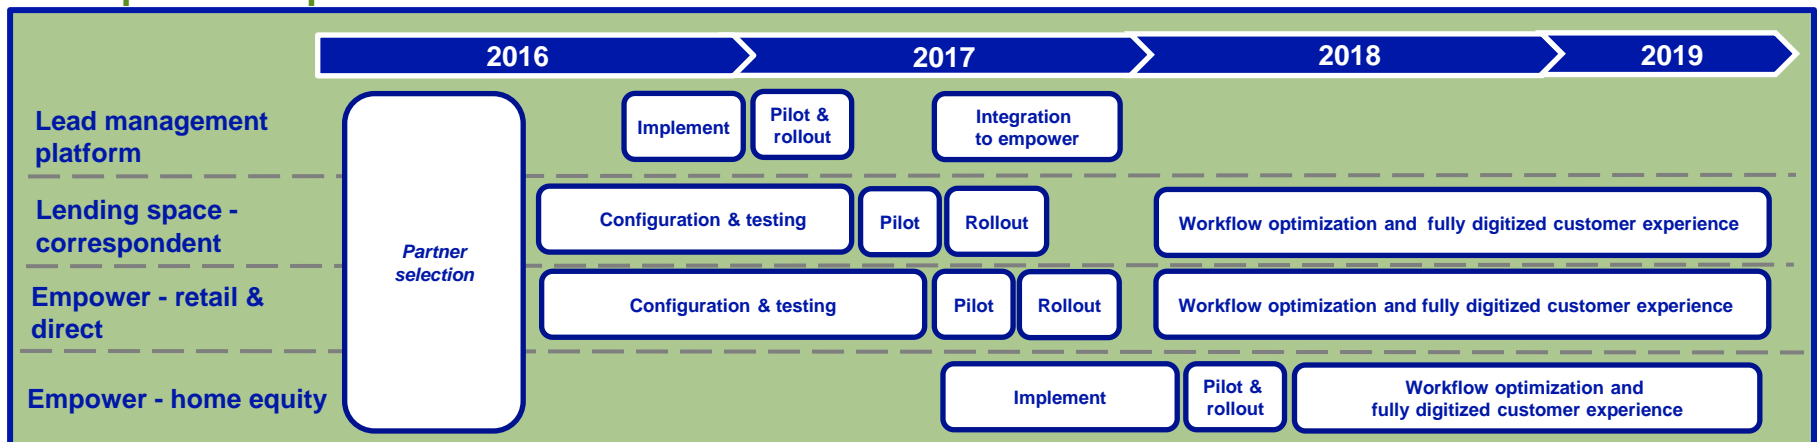 2016
2017
2018
2019
Lead management
platform
Implement
Pilot &
rollout
Integration
to empower
Lending space -
correspondent
Configuration & testing
Pilot
Rollout
Workflow optimization and fully digitized customer experience
Partner
selection
Empower - retail &
direct
Configuration & testing
Pilot
Rollout
Workflow optimization and fully digitized customer experience
Empower - home equity
Implement
Pilot &
rollout
Workflow optimization and
fully digitized customer experience